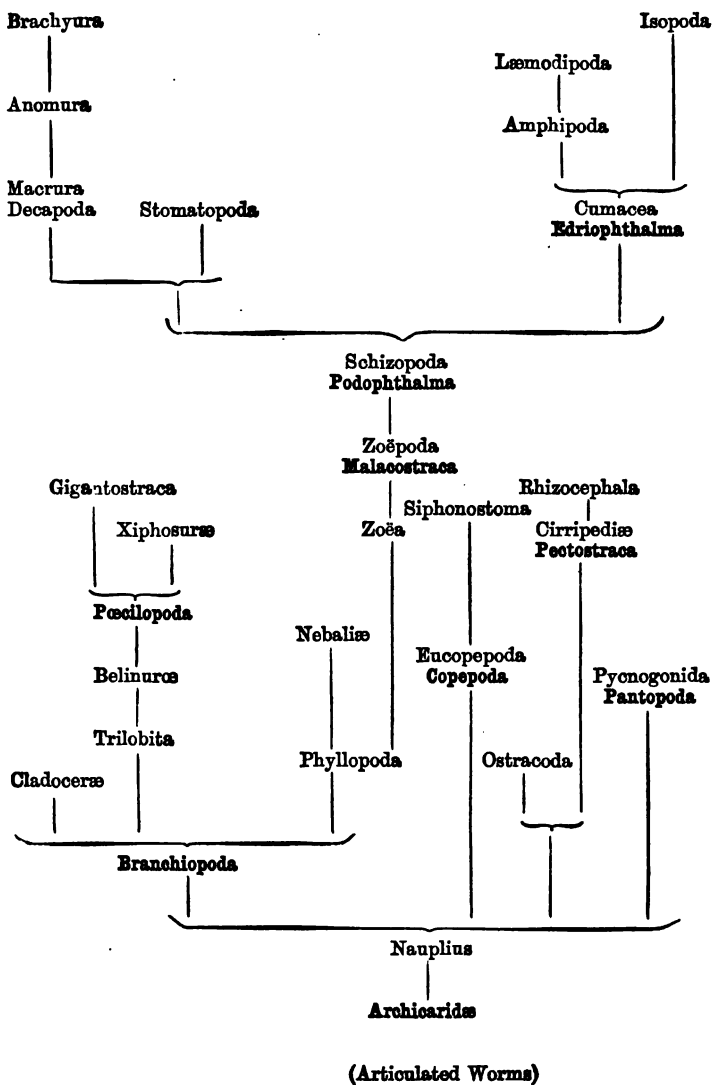 Brachyura
Isopoda
Læmodipoda
Anomura
Amphipoda
Macrura
Decapoda
Stomatopoda
Cumacea
Edriophthalma
Schizopoda
Podophthalma
Zoëpoda
Malacostraca
Gigantostraca
Rhizocephala
Siphonostoma
Xiphosuræ
Zoëa
Cirripediæ
Pectostraca
Pœcilopoda
Nebaliæ
Eucopepoda
Copepoda
Belinurœ
Pycnogonida
Pantopoda
Trilobita
Phyllopoda
Ostracoda
Cladoceræ
Branchiopoda
Nauplius
Archicaridæ
(Articulated Worms)